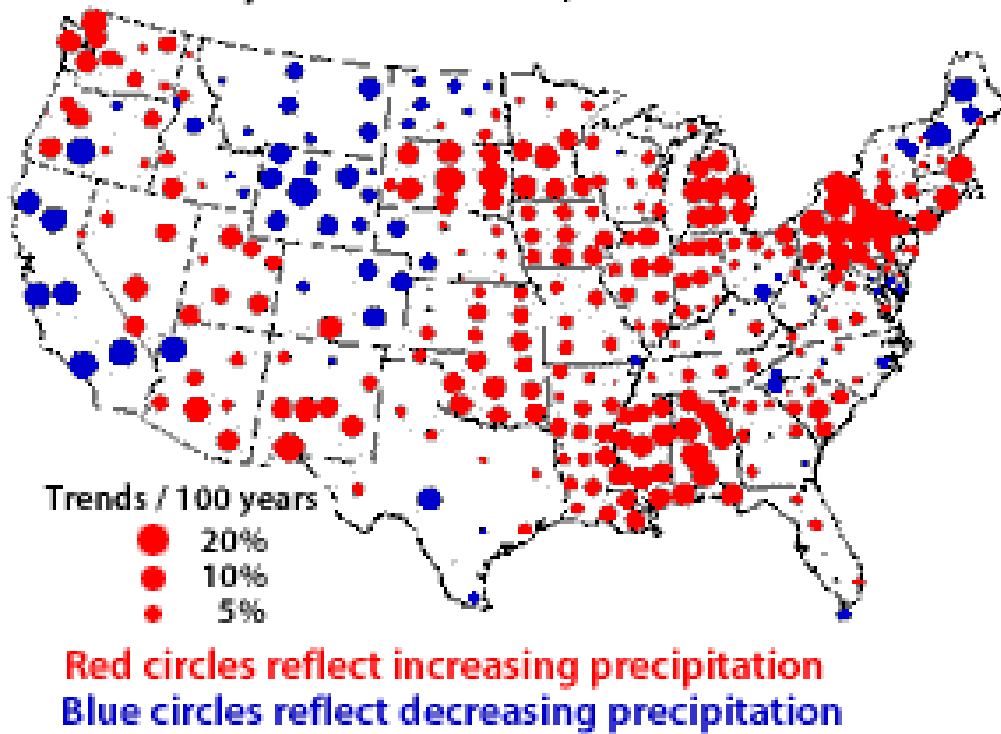 Trends / 100 years
20%
10%
5%
Red circles reflect increasing precipitation
Blue circles reflect decreasing precipitation